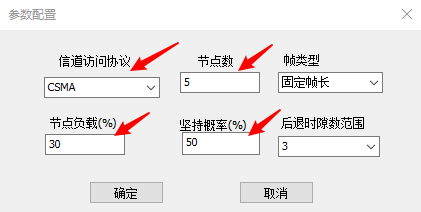 参数配置
信道访问协议 节点数 帧类型
CSMA 5 固定帧长
节点负载(%) 坚持概率(%) 后退时隙数范围
30 50 3
确定 取消